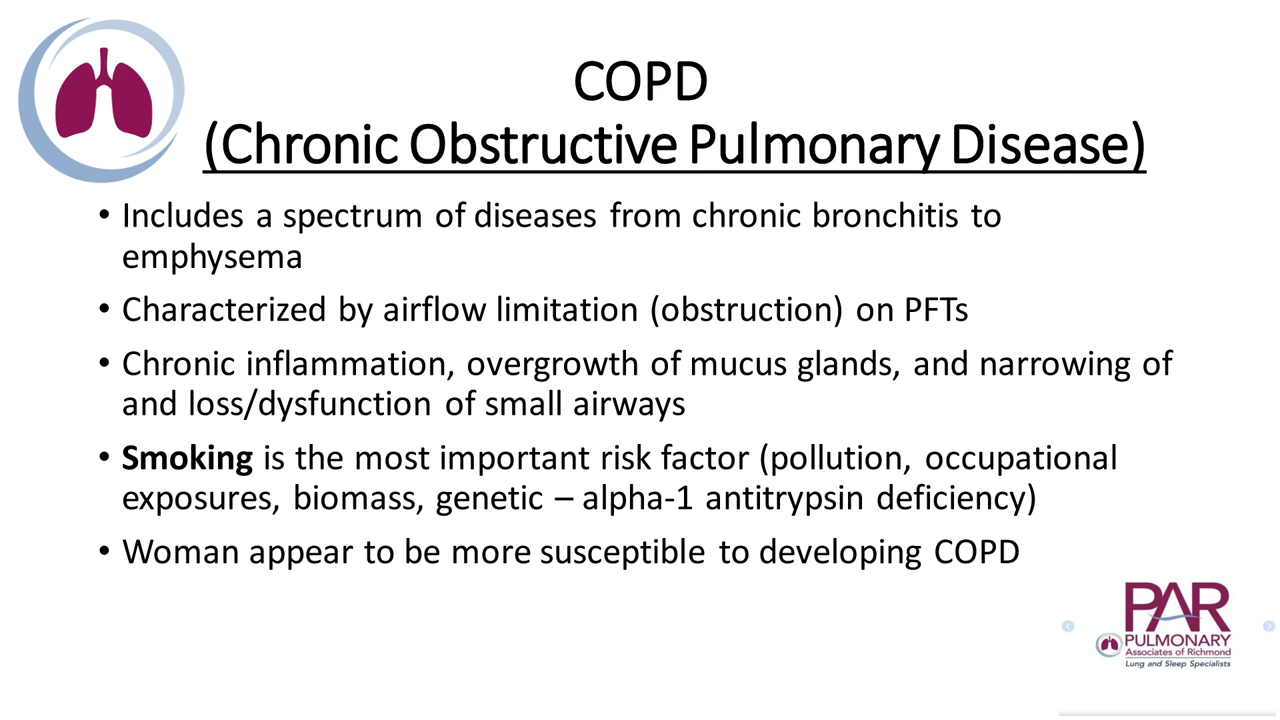 COPD
(Chronic Obstructive Pulmonary Disease)
• Includes a spectrum of diseases from chronic bronchitis to
emphysema
• Characterized by airflow limitation (obstruction) on PFTs
• Chronic inflammation, overgrowth of mucus glands, and narrowing of
and loss/dysfunction of small airways
• Smoking is the most important risk factor (pollution, occupational
exposures, biomass, genetic – alpha-1 antitrypsin deficiency)
• Woman appear to be more susceptible to developing COPD
PAR
PULMONARY
Associates of Richmond
Lung and Sleep Specialists